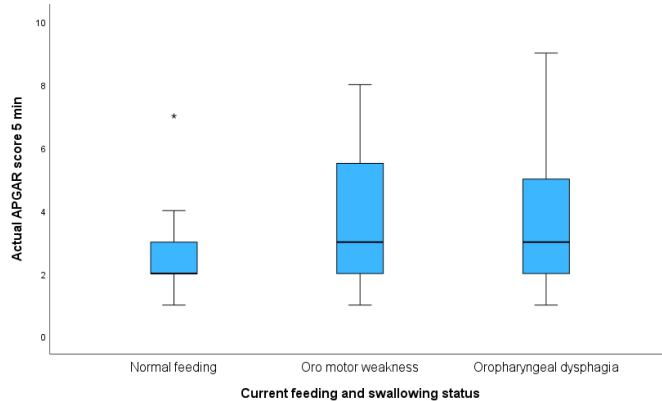 Actual APGAR score 5 min
10
8
6
4
2
0
*
Normal feeding
Oro motor weakness
Oropharyngeal dysphagia
Current feeding and swallowing status